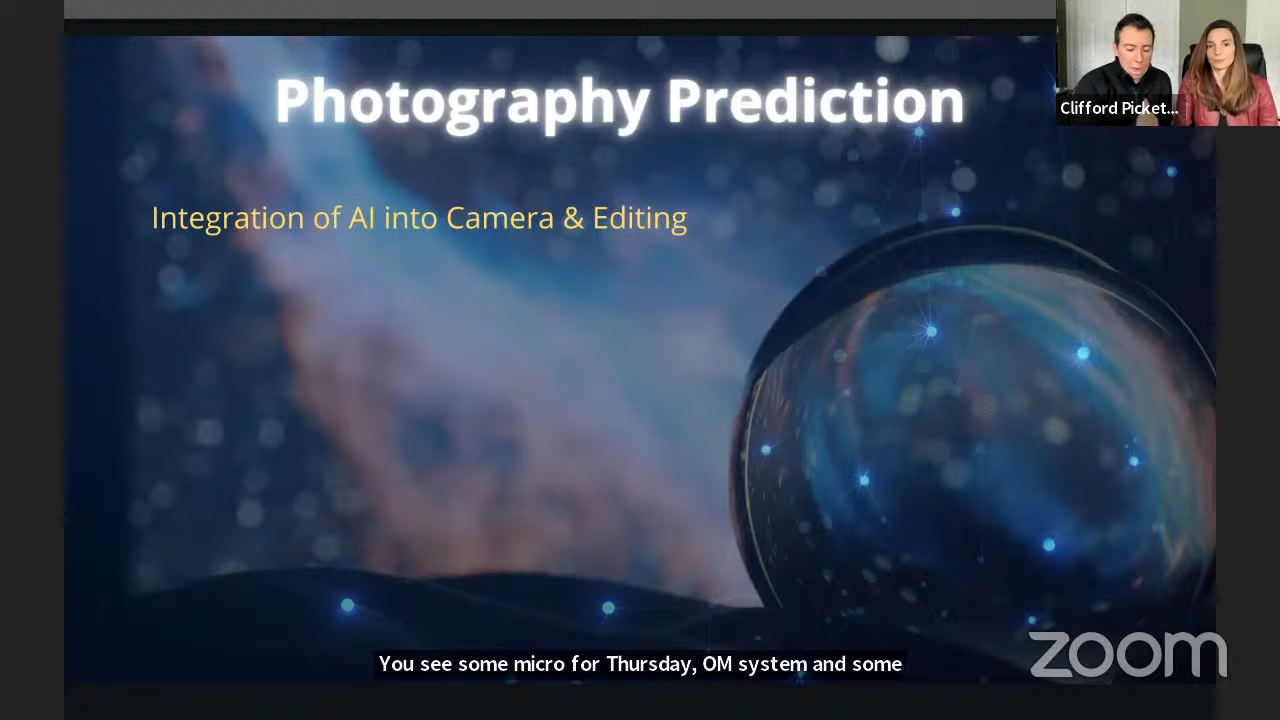 Photography Prediction
Clifford Picket...
Integration of AI into Camera & Editing
You see some micro for Thursday, OM system and some
zoom